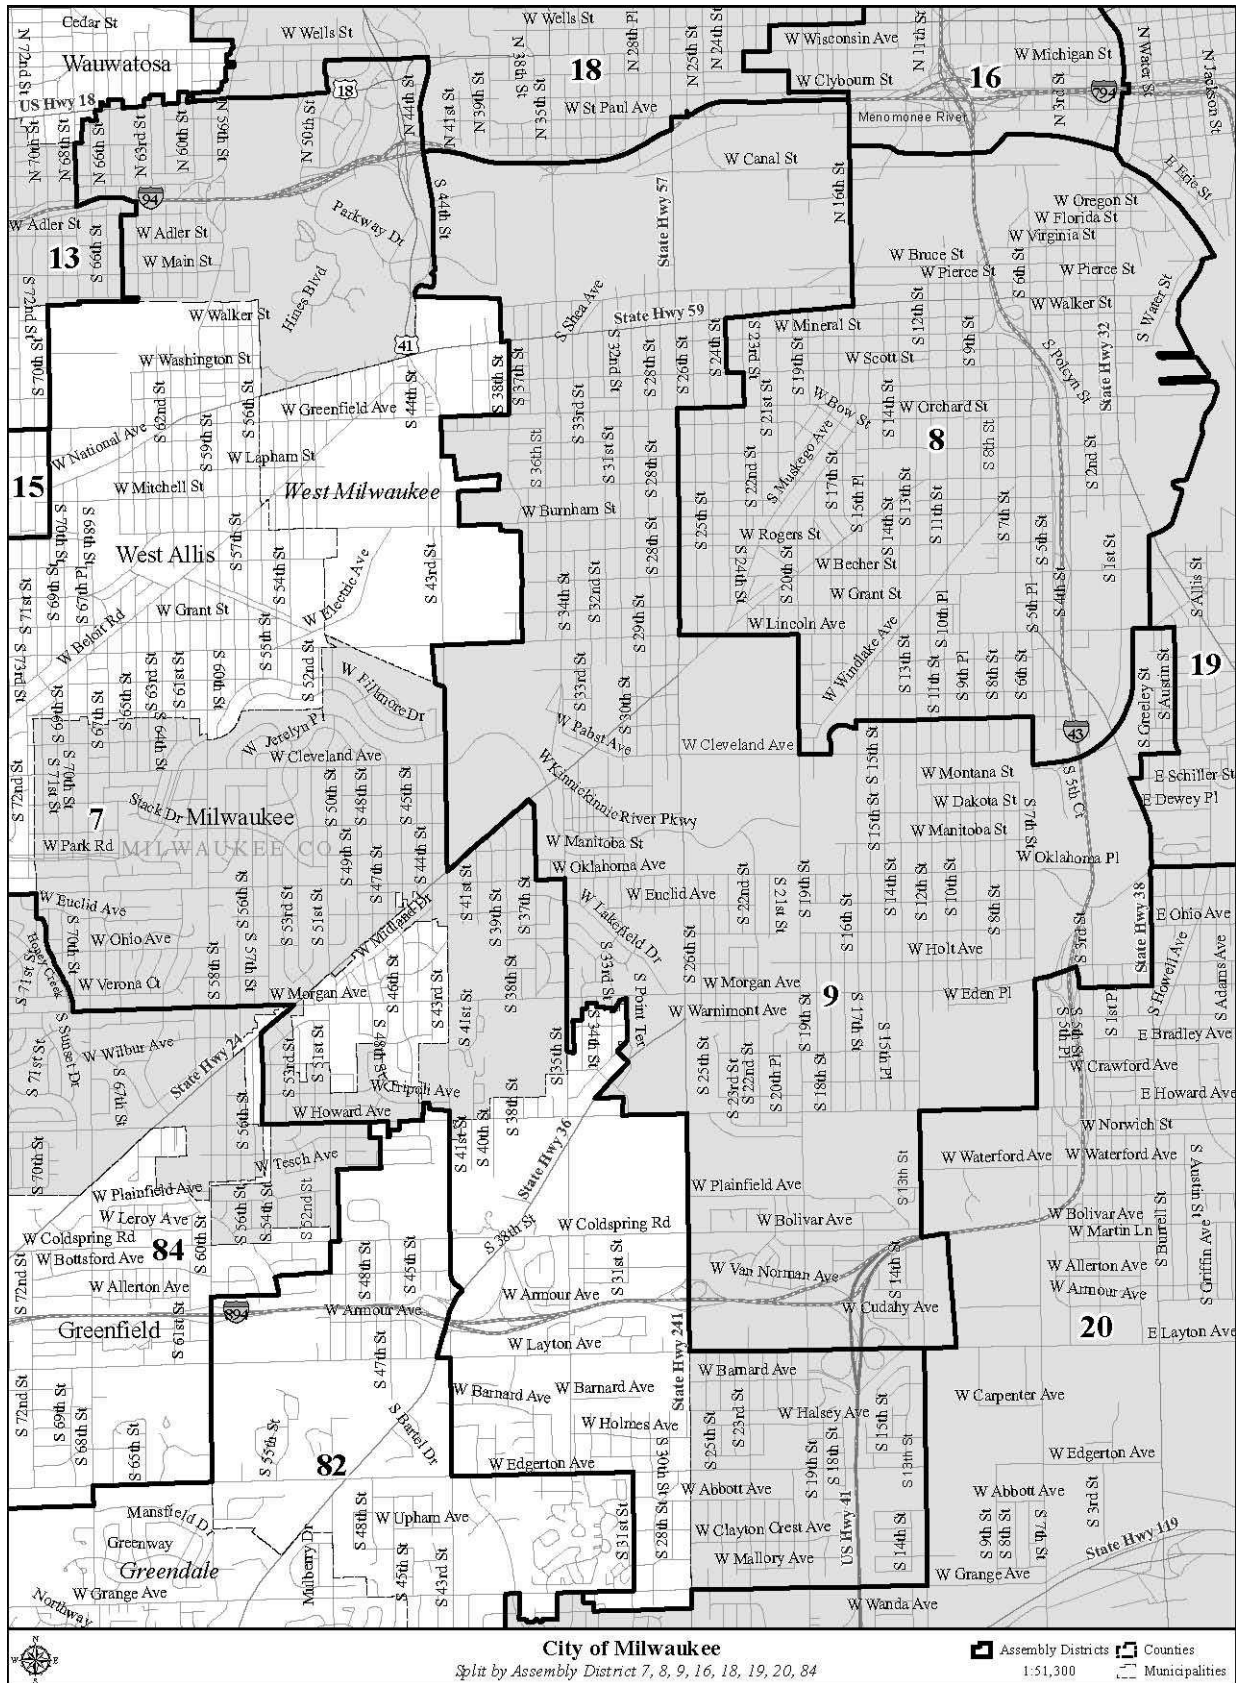 Cedar St
N 72nd St
Wauwatosa
US Hwy 18
W Wells St
W Wells St
N 28th Pl
N 25th St
N 24th St
W Wisconsin Ave
N 11th St
W Michigan St
N Water St
N Jackson St
18
N 38th St
18
W Clybourn St
16
794
N 70th St
N 68th St
N 66th St
N 63rd St
N 60th St
N 59th St
N 50th St
N 44th St
N 41st St
N 39th St
N 35th St
W St Paul Ave
Menomonee River
N 3rd St
W Canal St
E Erie St
94
S 44th St
State Hwy 57
N 16th St
W Oregon St
W Florida St
W Virginia St
W Adler St
W Adler St
Parkway Dr
13
S 66th St
W Main St
Hines Blvd
W Bruce St
W Pierce St
S 6th St
W Pierce St
S 72nd St
W Walker St
S Shea Ave
State Hwy 59
S 12th St
W Walker St
S Water St
W Mineral St
W Washington St
41
S 70th St
S 38th St
S 37th St
S 32nd St
S 28th St
S 26th St
S 24th St
S 23rd St
S 19th St
W Scott St
S 9th St
S Polcyn St
State Hwy 32
S 62nd St
S 56th St
W Greenfield Ave
S 44th St
S 33rd St
S 21st St
W Bow St
S 14th St
W Orchard St
W National Ave
S 59th St
W Lapham St
S 36th St
S 31st St
S 28th St
S 22nd St
S Muskego Ave
8
S 8th St
S 2nd St
15
W Mitchell St
West Milwaukee
W Burnham St
S 17th St
S 15th Pl
S 13th St
S 11th St
S 7th St
S 70th St
S 68th St
S 57th St
West Allis
S 25th St
W Rogers St
S 14th St
S 5th St
S 1st St
S 28th St
S 24th St
S 20th St
W Becher St
S 4th St
S Allis St
S 71st St
S 69th St
S 67th Pl
S 54th St
W Electric Ave
S 43rd St
S 34th St
S 32nd St
S 29th St
W Grant St
W Grant St
S 10th Pl
S 5th Pl
W Lincoln Ave
W Beloit Rd
S 55th St
S 52nd St
W Windlake Ave
S 73rd St
S 63rd St
S 61st St
S 60th St
W Fillmore Dr
S 33rd St
S 30th St
S 13th St
S 11th St
S 9th Pl
S 8th St
S 6th St
S Greeley St
S Austin St
19
S 69th St
S 67th St
S 65th St
S 64th St
W Jerelyn Pl
W Cleveland Ave
W Pabst Ave
W Cleveland Ave
S 15th St
43
S 72nd St
S 71st St
S 70th St
S 50th St
S 48th St
S 45th St
W Kinnickinnic River Pkwy
W Montana St
S 5th Ct
E Schiller St
E Dewey Pl
7
Stack Dr
Milwaukee
S 15th St
W Dakota St
S 7th St
W Manitoba St
W Manitoba St
W Park Rd
MILWAUKEE CO
S 49th St
S 47th St
S 44th St
W Oklahoma Ave
W Oklahoma Pl
W Euclid Ave
S 56th St
S 53rd St
S 51st St
W Midland Dr
S 41st St
S 39th St
S 37th St
W Lakefield Dr
W Euclid Ave
S 22nd St
S 21st St
S 19th St
S 16th St
S 14th St
S 12th St
S 10th St
S 8th St
State Hwy 38
E Ohio Ave
Honey Creek
S 70th St
W Ohio Ave
S 58th St
S 57th St
S 33rd St
S Point Ter
S 26th St
W Holt Ave
S 3rd St
S 71st St
W Verona Ct
W Morgan Ave
S 46th St
S 43rd St
S 41st St
S 38th St
W Morgan Ave
9
W Eden Pl
S Howell Ave
S Adams Ave
W Warnimont Ave
S 19th St
S 17th St
S 15th Pl
S 5th Pl
S 5th St
S 1st Pl
E Bradley Ave
S 71st St
S Sunset Dr
W Wilbur Ave
State Hwy 24
S 67th St
S 53rd St
S 51st St
S 48th St
S 35th St
S 34th St
S 25th St
S 23rd St
S 22nd St
S 20th Pl
S 18th St
W Crawford Ave
W Tripoli Ave
E Howard Ave
S 56th St
W Howard Ave
S 38th St
W Norwich St
S 70th St
W Tesch Ave
S 41st St
S 40th St
State Hwy 36
S 13th St
W Waterford Ave
W Waterford Ave
W Plainfield Ave
W Plainfield Ave
S Austin St
W Leroy Ave
S 56th St
S 54th St
S 52nd St
W Coldspring Rd
W Coldspring Rd
W Bolivar Ave
W Bolivar Ave
W Martin Ln
84
S 60th St
S 38th St
W Bottsford Ave
S 72nd St
W Allerton Ave
S 48th St
S 45th St
S 31st St
W Van Norman Ave
S 14th St
W Allerton Ave
S Burrell St
S Griffin Ave
894
W Armour Ave
W Armour Ave
W Armour Ave
W Cudahy Ave
Greenfield
S 61st St
W Layton Ave
State Hwy 241
20
E Layton Ave
S 47th St
W Barnard Ave
W Barnard Ave
W Barnard Ave
W Carpenter Ave
S 72nd St
S 69th St
S 68th St
S 65th St
S 55th St
S Bartel Dr
W Holmes Ave
S 25th St
S 23rd St
W Halsey Ave
S 15th St
82
W Edgerton Ave
S 30th St
S 19th St
S 18th St
S 13th St
W Edgerton Ave
W Abbott Ave
W Abbott Ave
S 3rd St
Mansfield Dr
S 48th St
W Upham Ave
S 31st St
S 28th St
US Hwy 41
S 14th St
S 9th St
S 8th St
S 7th St
State Hwy 119
W Clayton Crest Ave
Greenway
Mulberry Dr
W Mallory Ave
Greendale
S 45th St
S 43rd St
W Grange Ave
W Grange Ave
Northway
W Wanda Ave
N
W
E
S
City of Milwaukee
Split by Assembly District 7, 8, 9, 16, 18, 19, 20, 84
Assembly Districts
Counties
1:51,300
Municipalities